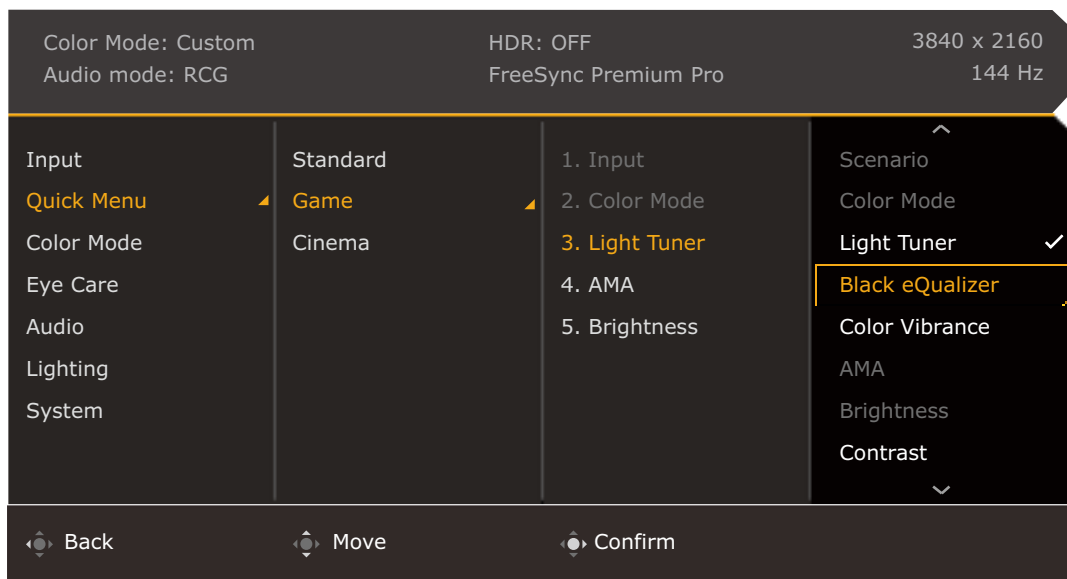 Color Mode: Custom
Audio mode: RCG
HDR: OFF
FreeSync Premium Pro
3840 x 2160
144 Hz
Input
Quick Menu
Color Mode
Eye Care
Audio
Lighting
System
Standard
Game
Cinema
1. Input
2. Color Mode
3. Light Tuner
4. AMA
5. Brightness
Scenario
Color Mode
Light Tuner
Black eQualizer
Color Vibrance
AMA
Brightness
Contrast
Back
Move
Confirm